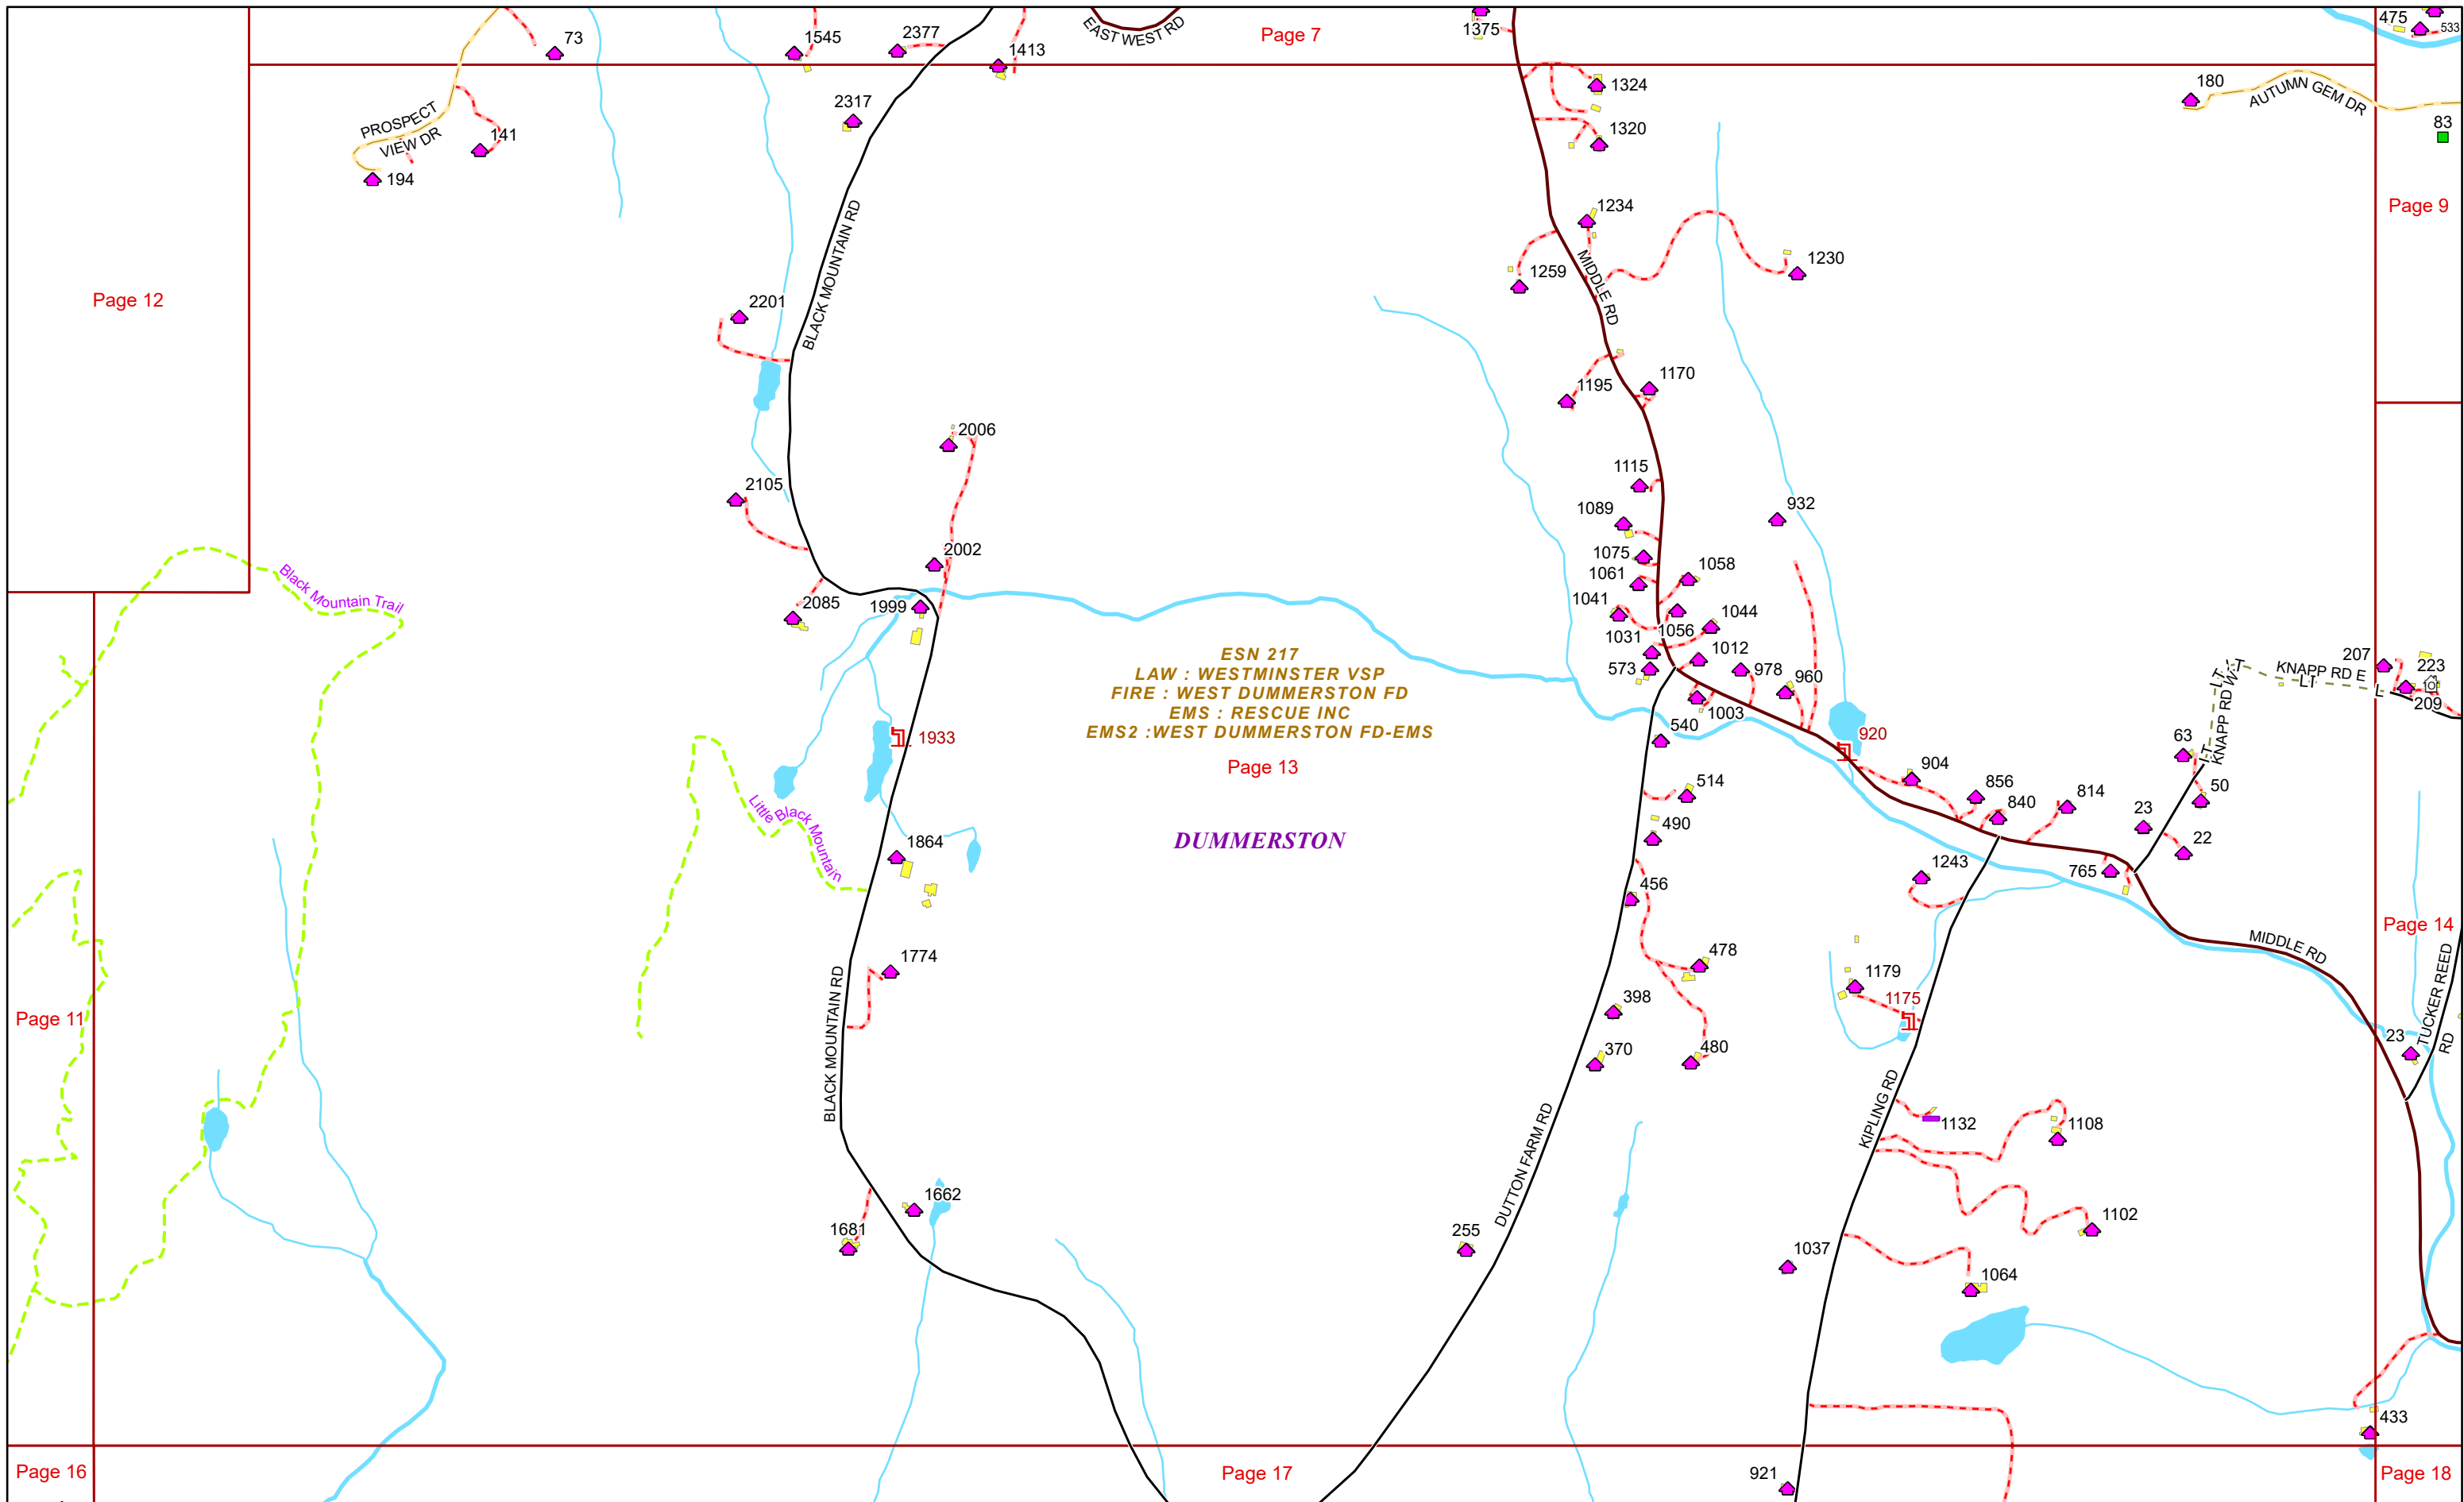 EAST WEST RD
Page 7
475
533
73
1545
2377
1413
1375
1324
180
AUTUMN GEM DR
83
PROSPECT
VIEW DR
141
194
2317
1320
Page 9
1234
1259
1230
MIDDLE RD
BLACK MOUNTAIN RD
Page 12
2201
1195
1170
2006
2105
1115
1089
932
2002
1075
1061
1058
Black Mountain Trail
2085
1999
1041
1056
1044
1031
1012
573
978
960
ESN 217
LAW : WESTMINSTER VSP
FIRE : WEST DUMMERSTON FD
EMS : RESCUE INC
EMS2 :WEST DUMMERSTON FD-EMS
Page 13
207
223
209
KNAPP RD E
LT
LT
LT
L
LT
KNAPP RD W
540
1003
1933
920
63
904
856
840
814
50
23
22
514
490
Little Black Mountain
DUMMERSTON
1864
1243
765
456
Page 14
MIDDLE RD
1774
478
1179
1175
398
TUCKER REED
RD
23
Page 11
370
480
BLACK MOUNTAIN RD
KIPLING RD
1132
1108
DUTTON FARM RD
1662
1681
255
1102
1037
1064
433
Page 16
Page 17
921
Page 18